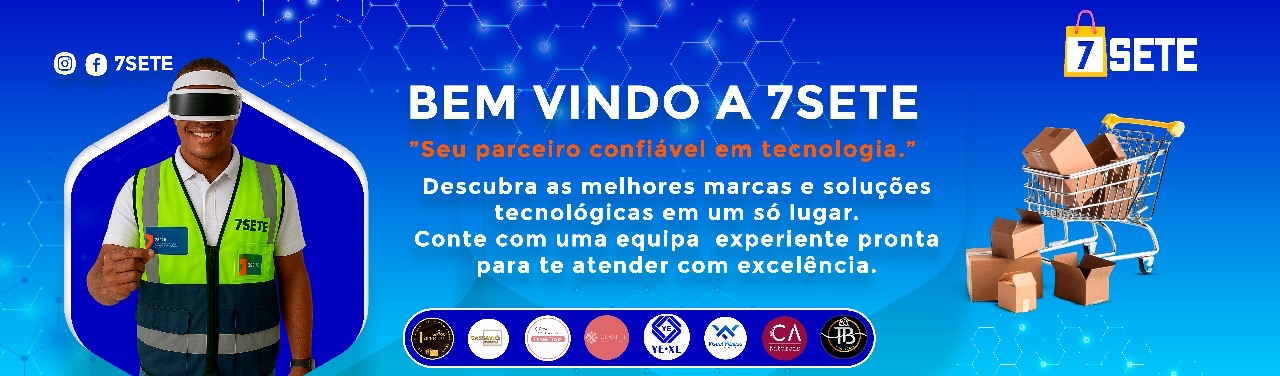 7SETE
7SETE
BEM VINDO A 7SETE
”Seu parceiro confiável em tecnologia.”
Descubra as melhores marcas e soluções
tecnológicas em um só lugar.
Conte com uma equipa experiente pronta
para te atender com excelência.
7SETE
YE
YE•XL
CA